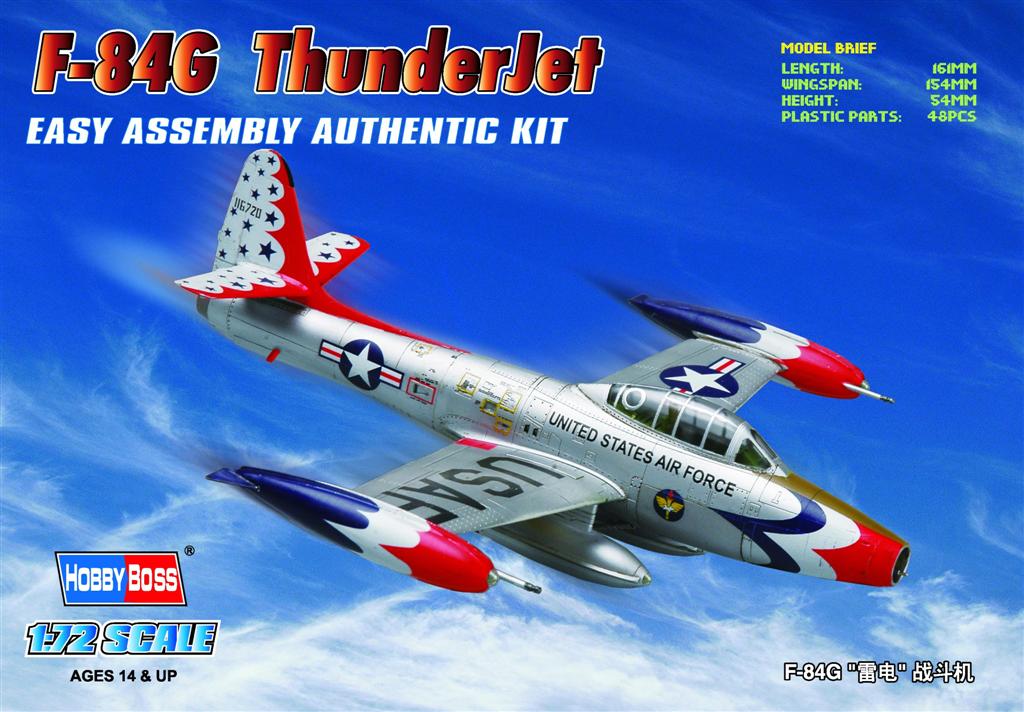 F-84G ThunderJet
EASY ASSEMBLY AUTHENTIC KIT
MODEL BRIEF
LENGTH: 161MM
WINGSPAN: 154MM
HEIGHT: 54MM
PLASTIC PARTS: 48PCS
116720
UNITED STATES AIR FORCE
USAF
HOBBY BOSS ®
1:72 SCALE
AGES 14 & UP
F-84G "雷电" 战斗机